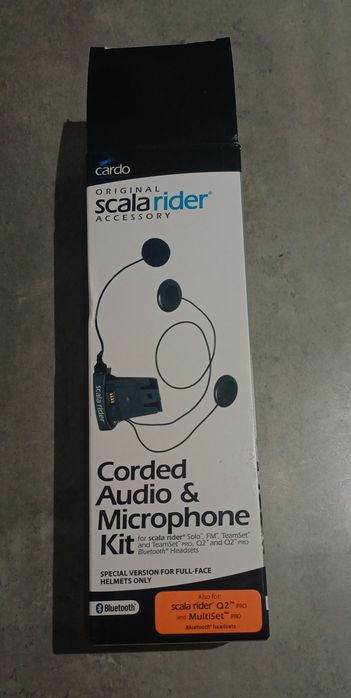 cardo
ORIGINAL
scala rider®
ACCESSORY
scala rider
Corded
Audio &
Microphone
Kit
for scala rider® Solo™, FM™, TeamSet™
and TeamSet™ PRO, Q2™ and Q2™ PRO
Bluetooth® Headsets
SPECIAL VERSION FOR FULL-FACE
HELMETS ONLY
Bluetooth®
Also for:
scala rider® Q2™ PRO
and MultiSet™ PRO
Bluetooth® headsets